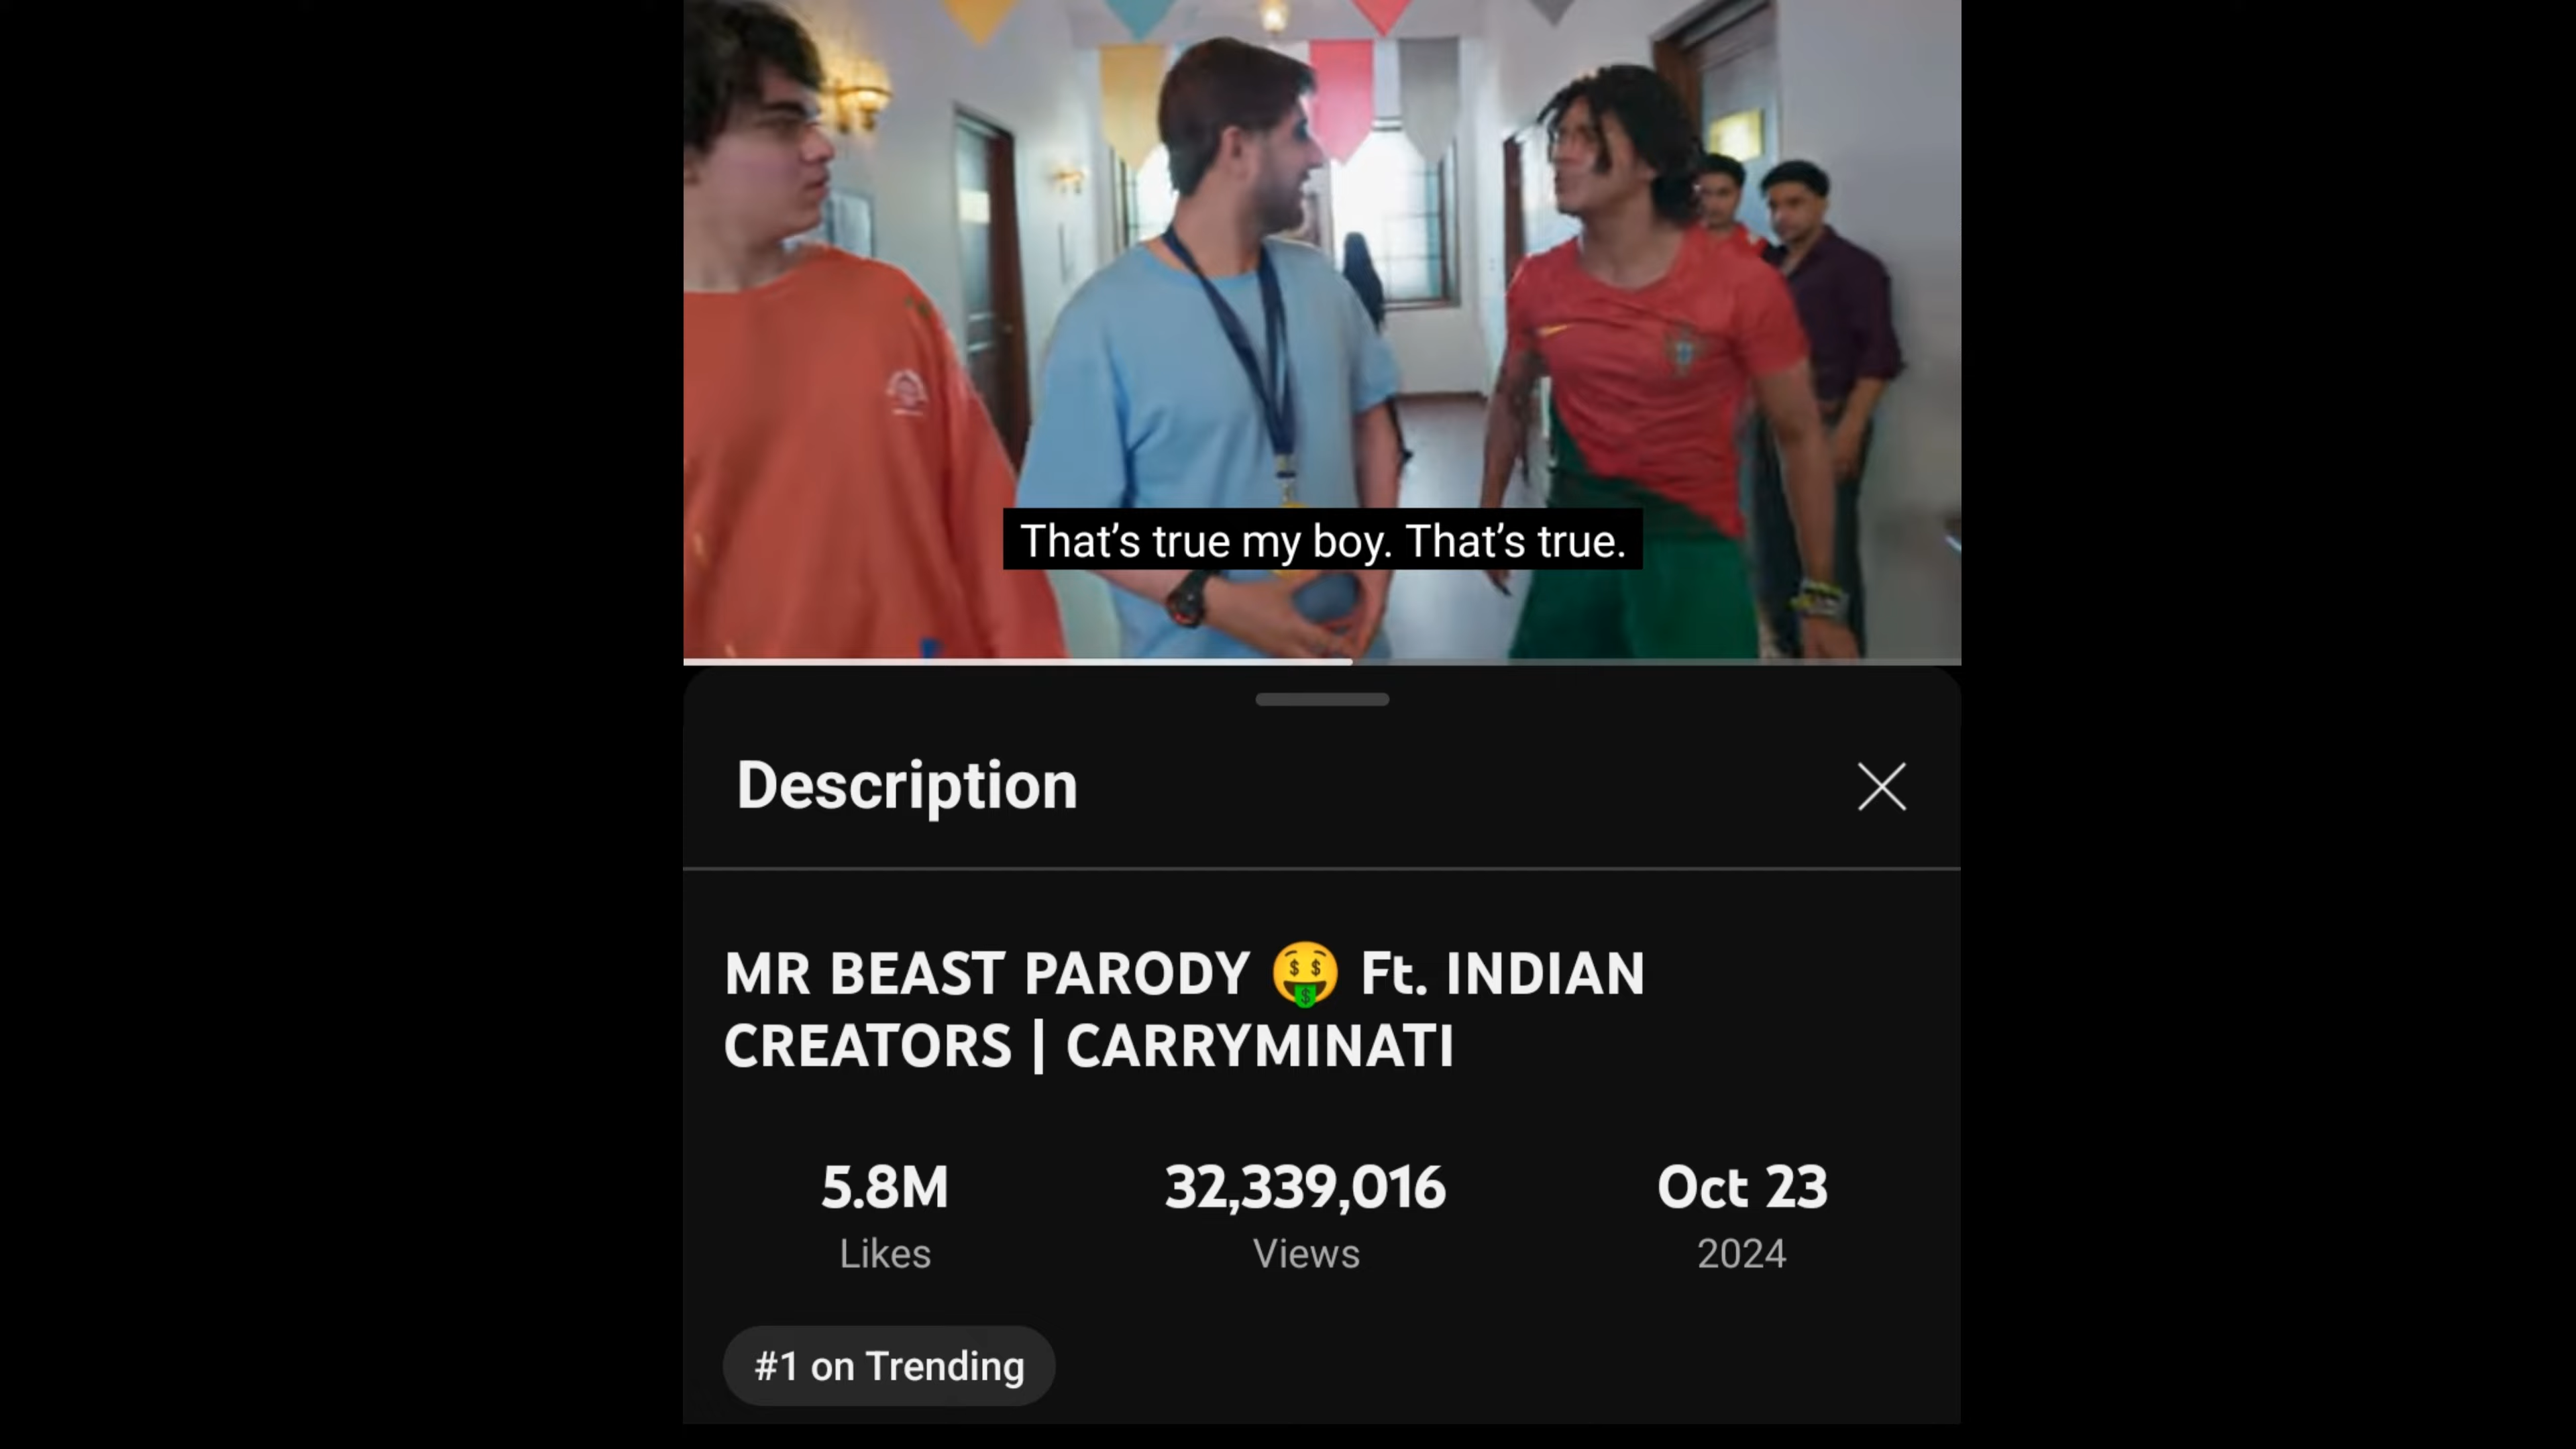 That's true my boy. That's true.
Description
MR BEAST PARODY 🤑 Ft. INDIAN
CREATORS | CARRYMINATI
5.8M
Likes
32,339,016
Views
Oct 23
2024
#1 on Trending